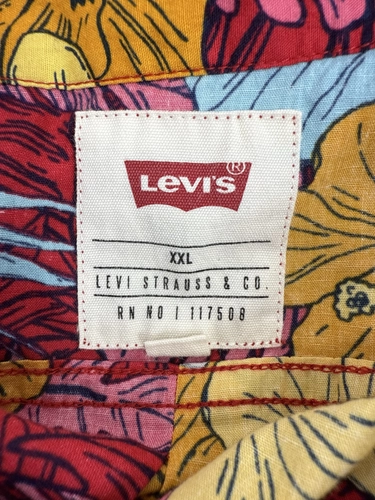 LEVI'S®
XXL
LEVI STRAUSS & CO.
RN NO | 117508